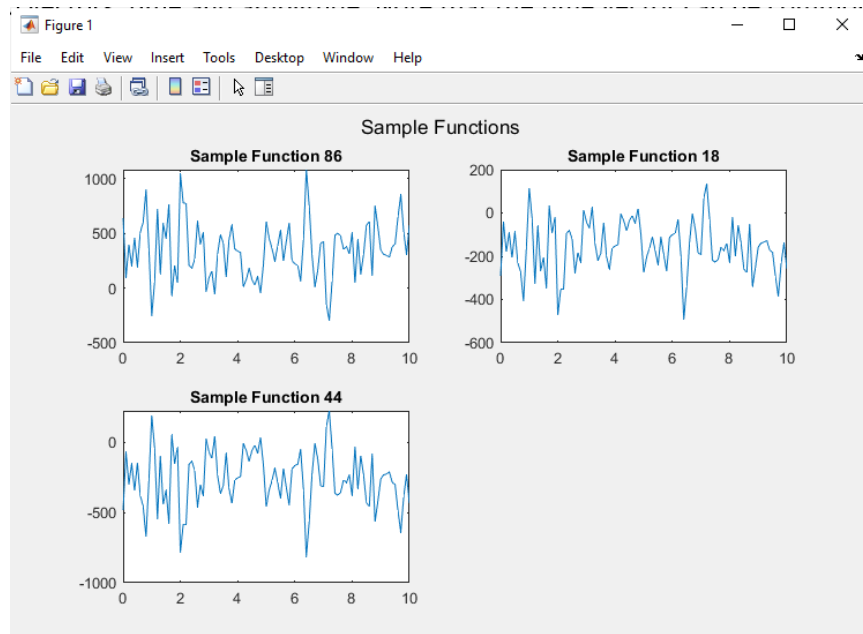 Figure 1
File Edit View Insert Tools Desktop Window Help
Sample Functions
Sample Function 86
1000
500
0
-500
0 2 4 6 8 10
Sample Function 18
200
0
-200
-400
-600
0 2 4 6 8 10
Sample Function 44
0
-500
-1000
0 2 4 6 8 10